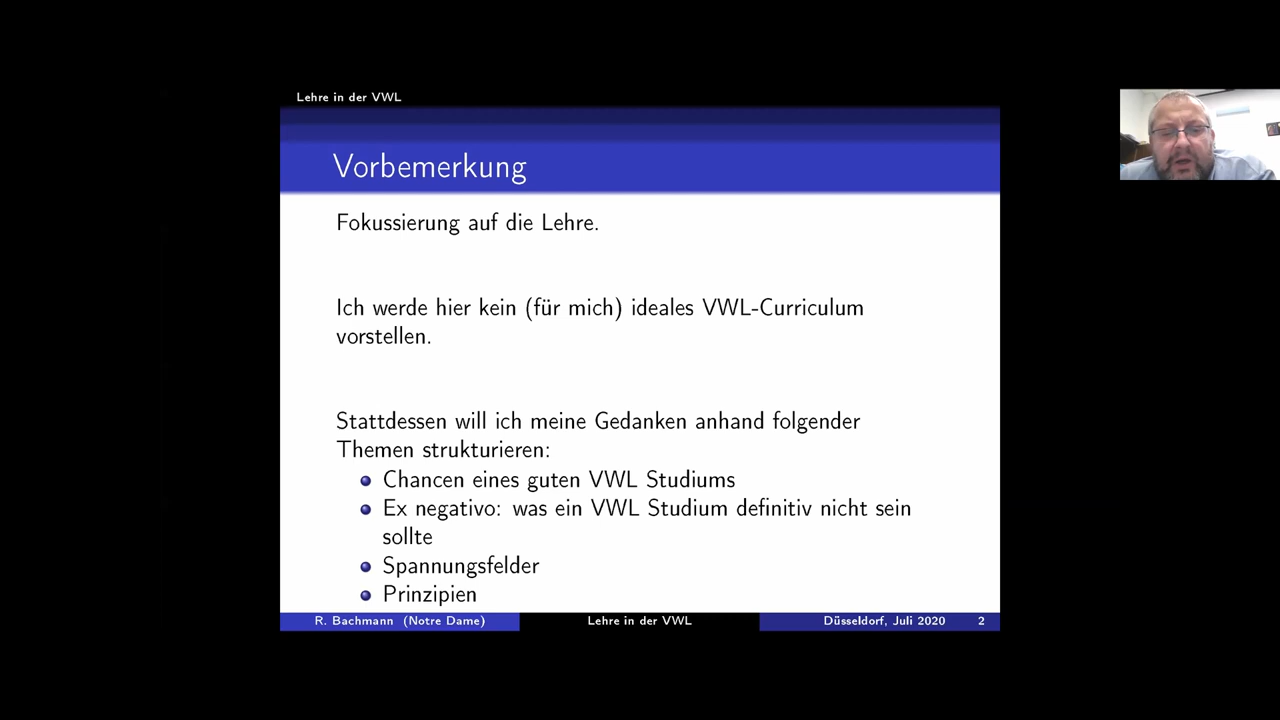 Lehre in der VWL
Vorbemerkung
Fokussierung auf die Lehre.
Ich werde hier kein (für mich) ideales VWL-Curriculum
vorstellen.
Stattdessen will ich meine Gedanken anhand folgender
Themen strukturieren:
Chancen eines guten VWL Studiums
Ex negativo: was ein VWL Studium definitiv nicht sein
sollte
Spannungsfelder
Prinzipien
R. Bachmann (Notre Dame) Lehre in der VWL Düsseldorf, Juli 2020 2